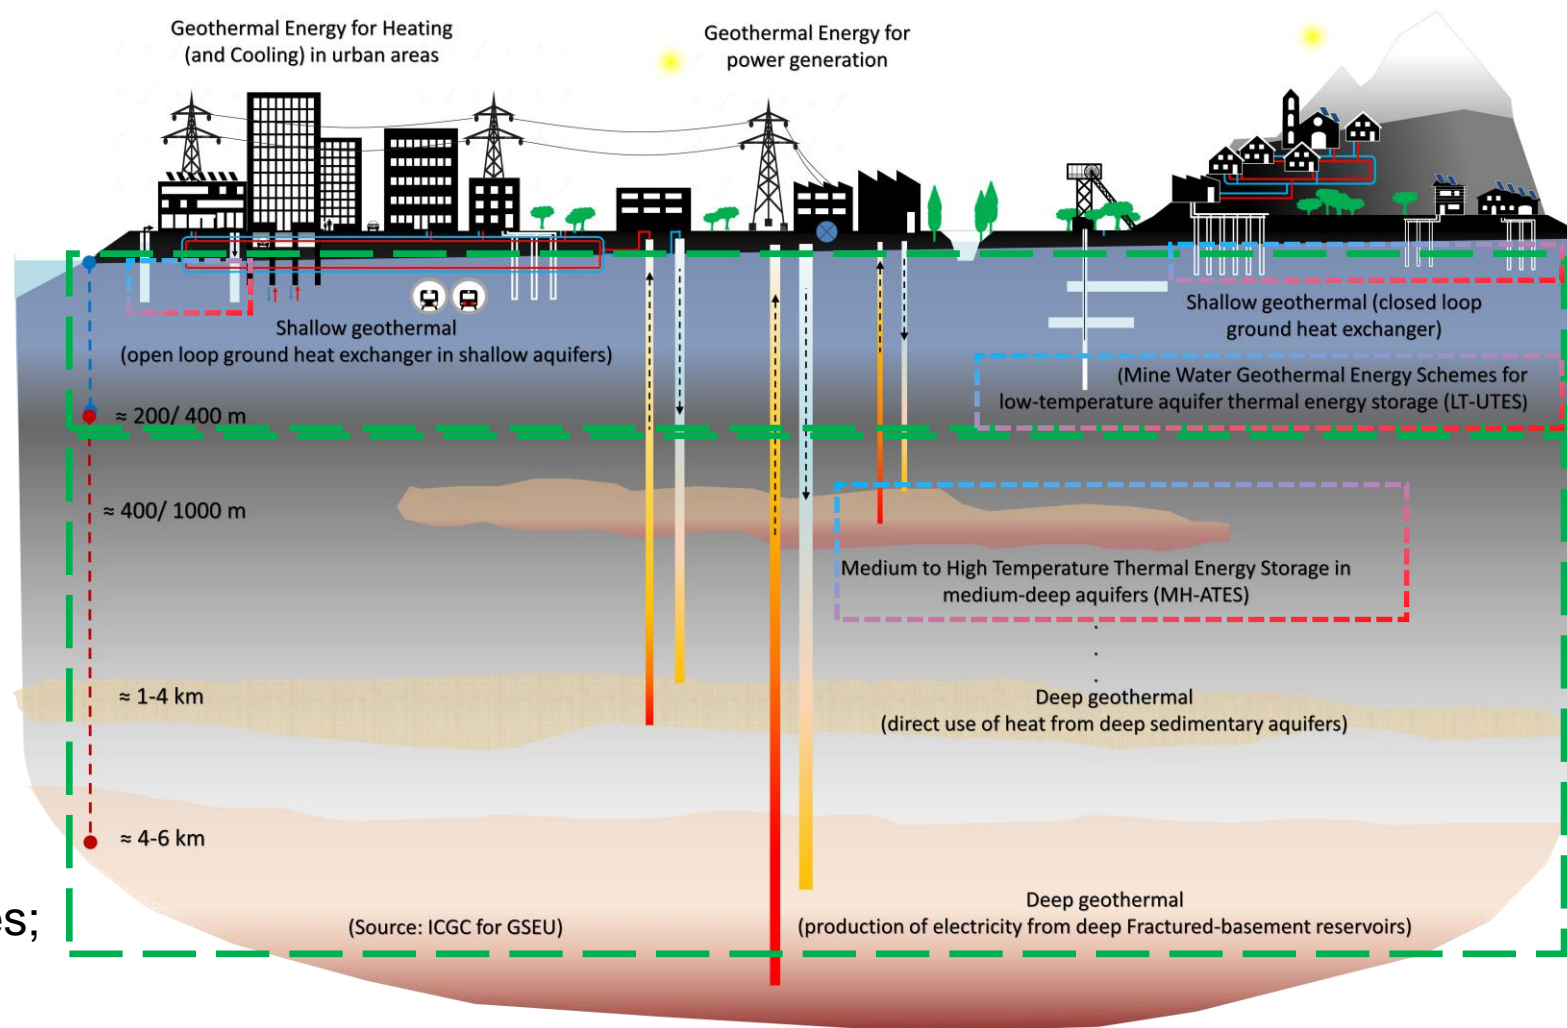 Geothermal Energy for Heating
(and Cooling) in urban areas
Geothermal Energy for
power generation
Shallow geothermal
(open loop ground heat exchanger in shallow aquifers)
Shallow geothermal (closed loop
ground heat exchanger)
(Mine Water Geothermal Energy Schemes for
low-temperature aquifer thermal energy storage (LT-UTES)
≈ 200/ 400 m
≈ 400/ 1000 m
Medium to High Temperature Thermal Energy Storage in
medium-deep aquifers (MH-ATES)
.
.
.
≈ 1-4 km
Deep geothermal
(direct use of heat from deep sedimentary aquifers)
≈ 4-6 km
es;
(Source: ICGC for GSEU)
Deep geothermal
(production of electricity from deep Fractured-basement reservoirs)